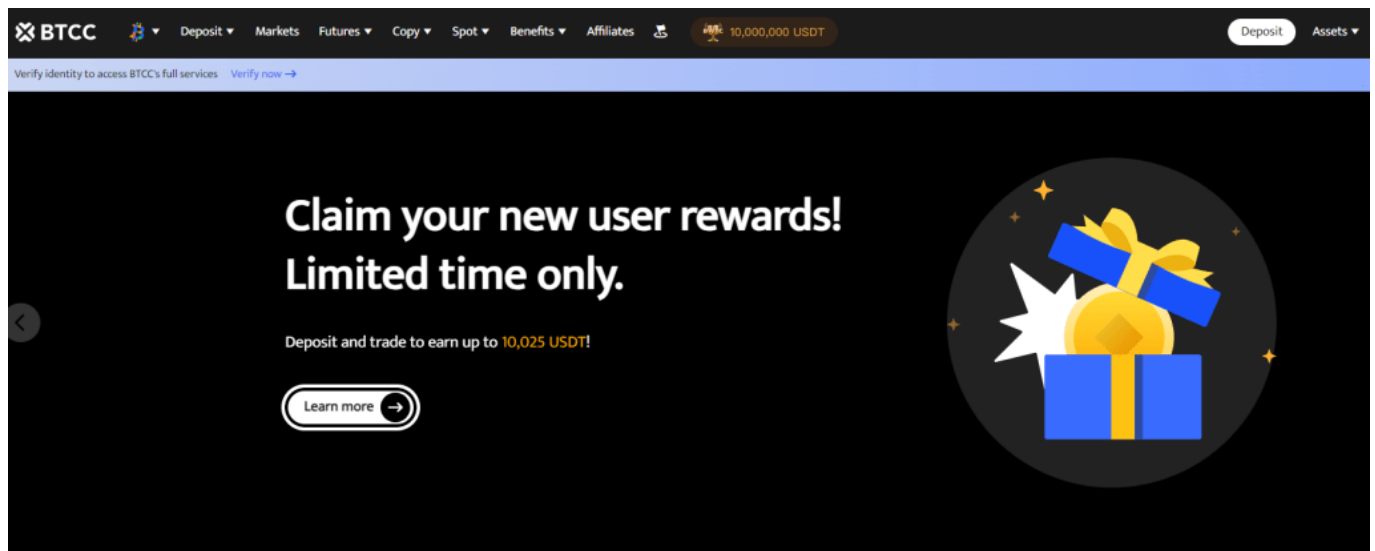 BTCC Deposit Markets Futures Copy Spot Benefits Affiliates 10,000,000 USDT Deposit Assets
Verify identity to access BTCC's full services Verify now →
Claim your new user rewards!
Limited time only.
Deposit and trade to earn up to 10,025 USDT!
Learn more →